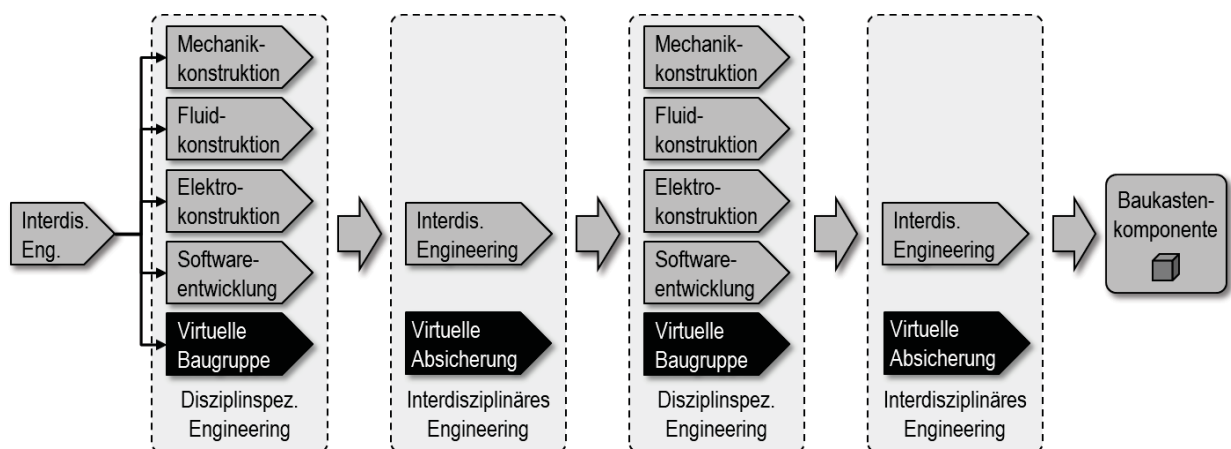 Interdis.
Eng.
Mechanik-
konstruktion
Fluid-
konstruktion
Elektro-
konstruktion
Software-
entwicklung
Virtuelle
Baugruppe
Disziplinspez.
Engineering
Interdis.
Engineering
Virtuelle
Absicherung
Interdisziplinäres
Engineering
Mechanik-
konstruktion
Fluid-
konstruktion
Elektro-
konstruktion
Software-
entwicklung
Virtuelle
Baugruppe
Disziplinspez.
Engineering
Interdis.
Engineering
Virtuelle
Absicherung
Interdisziplinäres
Engineering
Baukasten-
komponente